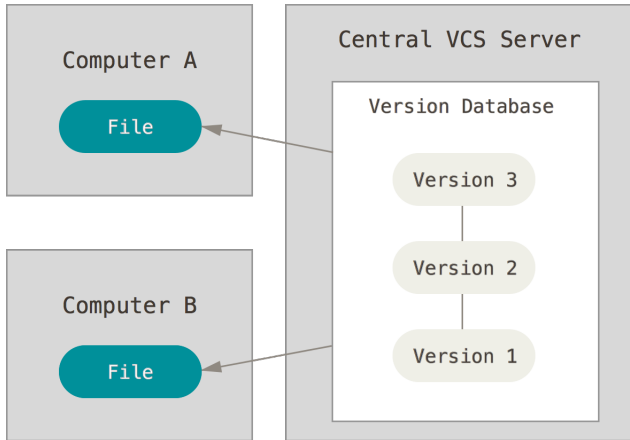 Computer A
File
Computer B
File
Central VCS Server
Version Database
Version 3
Version 2
Version 1